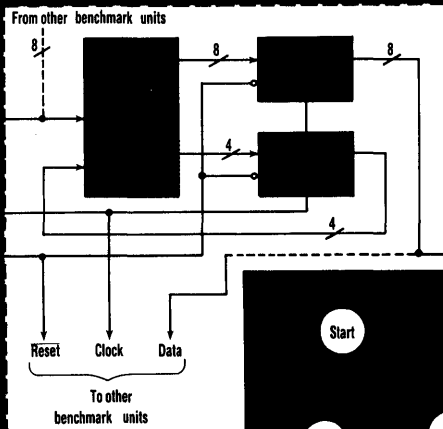 From other benchmark units
8
8
8
4
4
Start
Reset Clock Data
To other
benchmark units